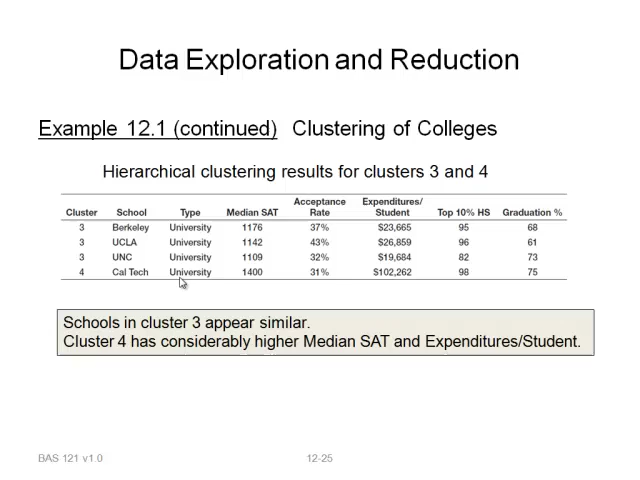 Data Exploration and Reduction
Example 12.1 (continued) Clustering of Colleges
Hierarchical clustering results for clusters 3 and 4
Cluster School Type Median SAT Acceptance Rate Expenditures/ Student Top 10% HS Graduation %
3 Berkeley University 1176 37% $23,665 95 68
3 UCLA University 1142 43% $26,859 96 61
3 UNC University 1109 32% $19,684 82 73
4 Cal Tech University 1400 31% $102,262 98 75
Schools in cluster 3 appear similar.
Cluster 4 has considerably higher Median SAT and Expenditures/Student.
BAS 121 v1.0 12-25